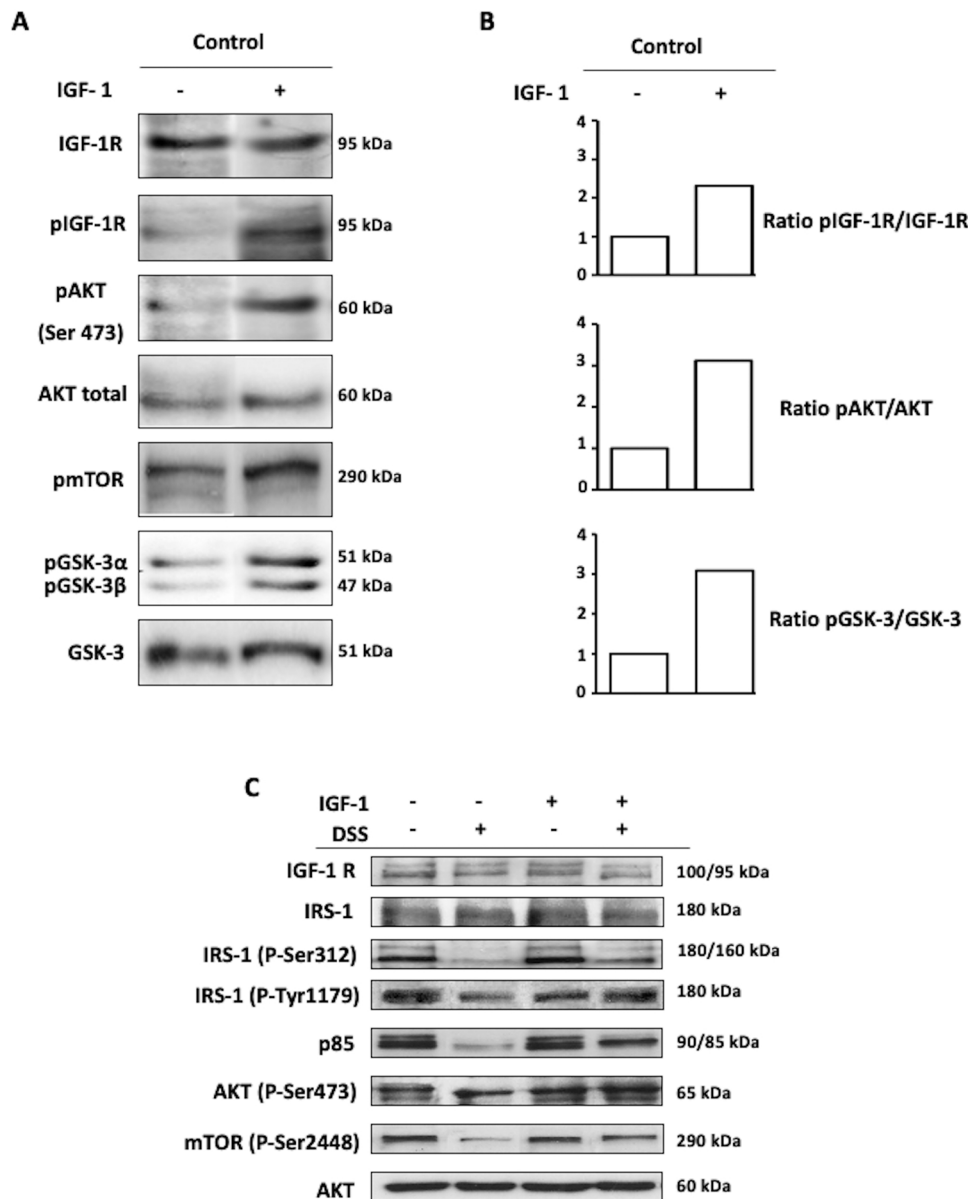 A
Control
IGF- 1 - +
IGF-1R 95 kDa
pIGF-1R 95 kDa
pAKT
(Ser 473) 60 kDa
AKT total 60 kDa
pmTOR 290 kDa
pGSK-3α 51 kDa
pGSK-3β 47 kDa
GSK-3 51 kDa
B
Control
IGF- 1 - +
4
3
2
1
0
Ratio pIGF-1R/IGF-1R
4
3
2
1
0
Ratio pAKT/AKT
4
3
2
1
0
Ratio pGSK-3/GSK-3
C
IGF-1 - - + +
DSS - + - +
IGF-1 R 100/95 kDa
IRS-1 180 kDa
IRS-1 (P-Ser312) 180/160 kDa
IRS-1 (P-Tyr1179) 180 kDa
p85 90/85 kDa
AKT (P-Ser473) 65 kDa
mTOR (P-Ser2448) 290 kDa
AKT 60 kDa